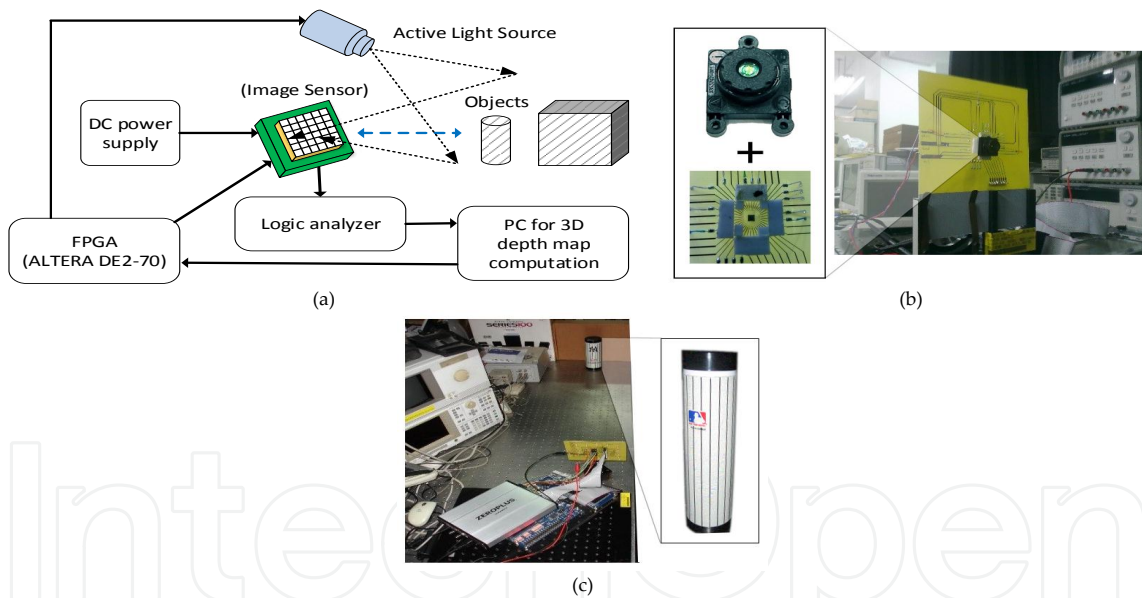 Active Light Source
(Image Sensor)
Objects
DC power
supply
Logic analyzer
PC for 3D
depth map
computation
FPGA
(ALTERA DE2-70)
(a)
+
(b)
SERIES100
ZEROPLUS
(c)
IntechOpen